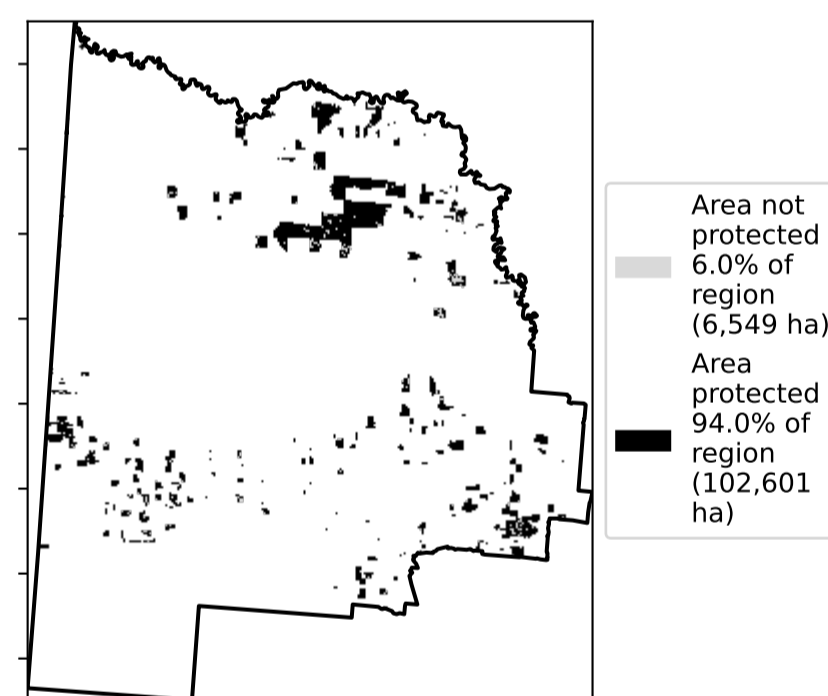 Area not
protected
6.0% of
region
(6,549 ha)
Area
protected
94.0% of
region
(102,601
ha)